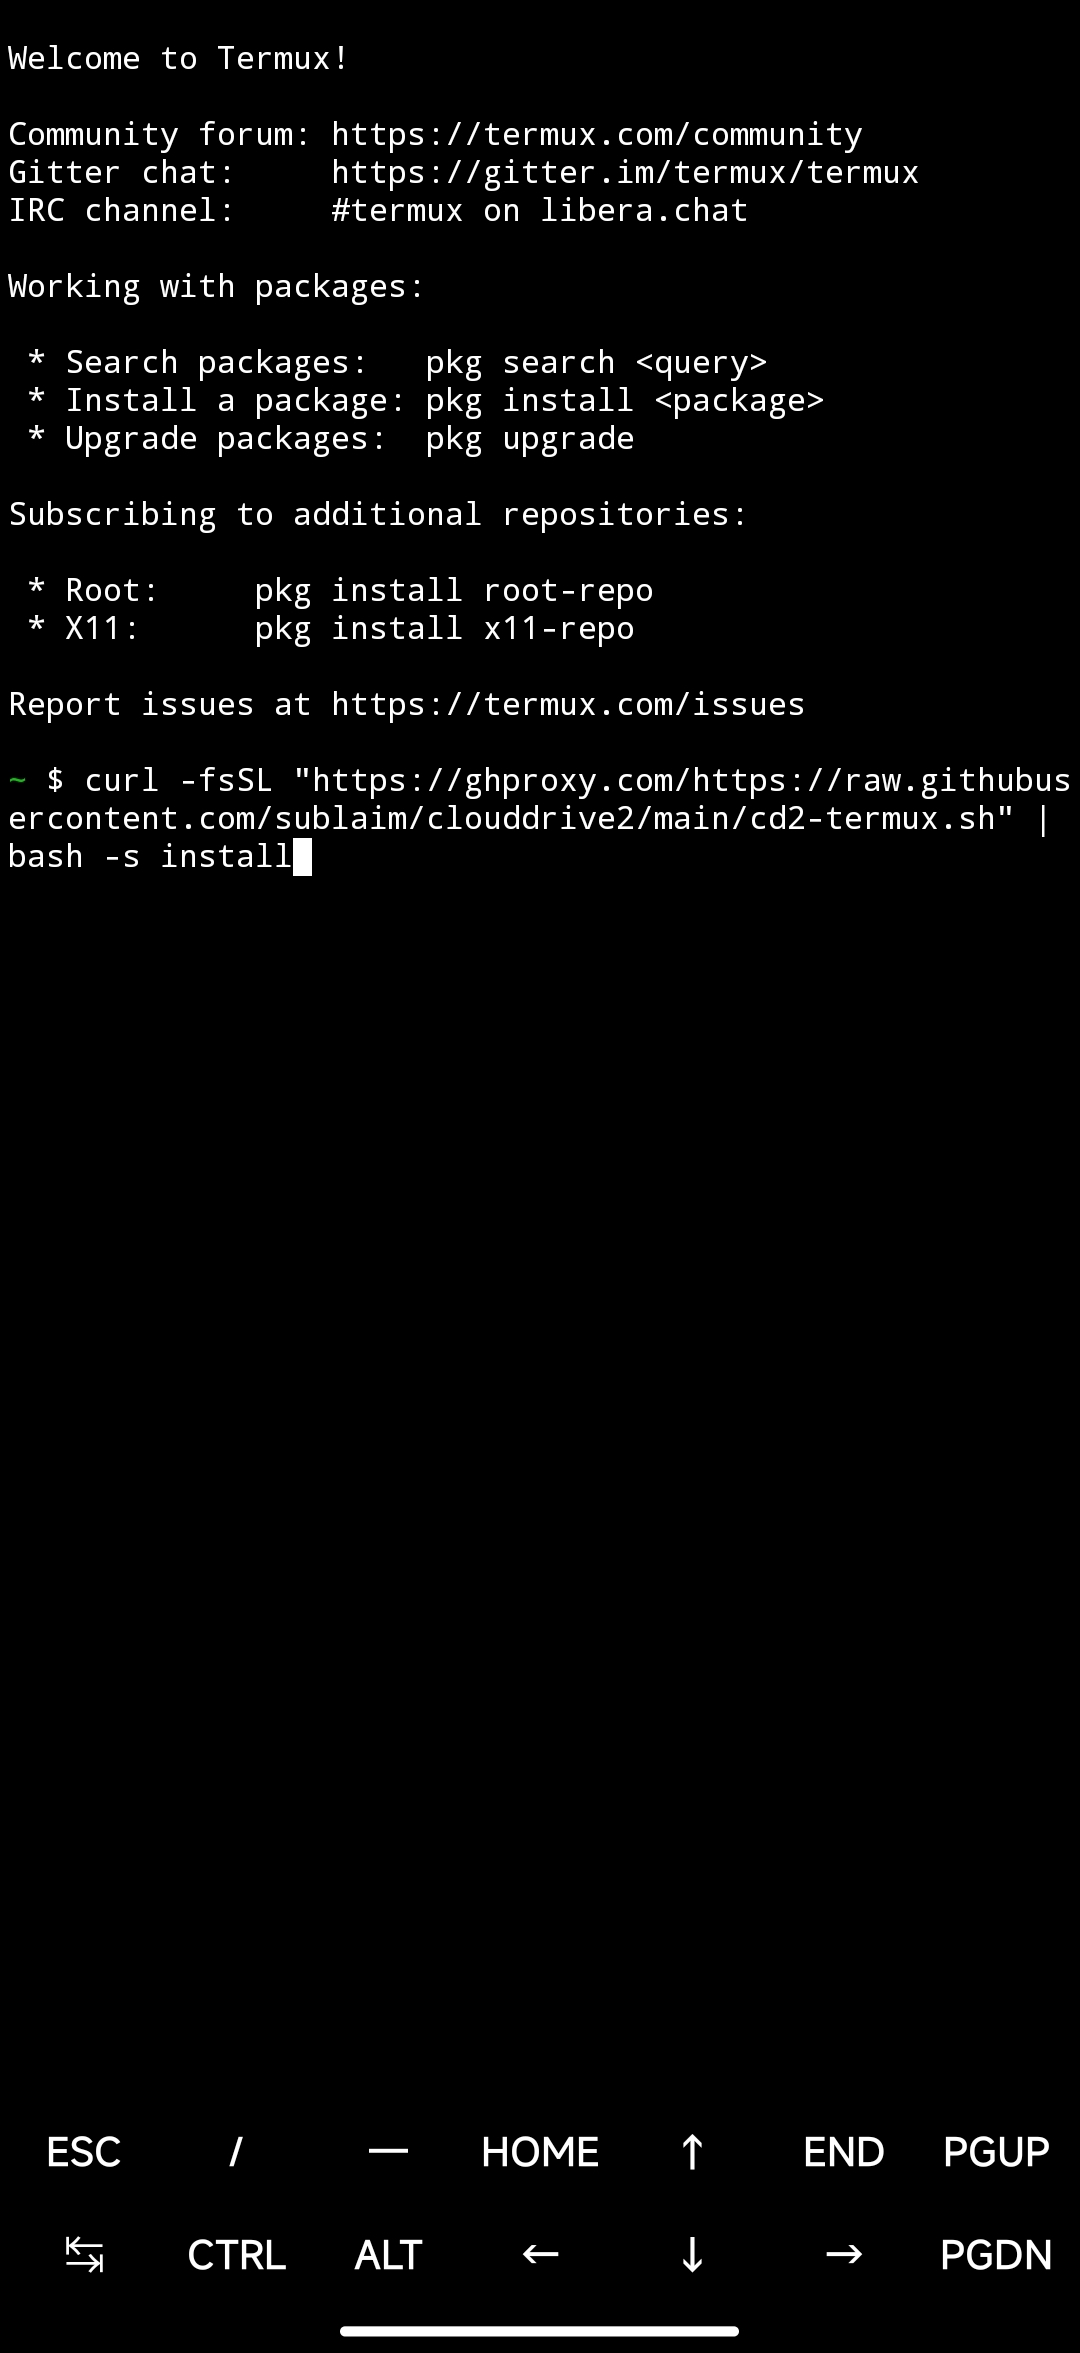 Welcome to Termux!
Community forum: https://termux.com/community
Gitter chat:     https://gitter.im/termux/termux
IRC channel:     #termux on libera.chat
Working with packages:
 * Search packages:   pkg search <query>
 * Install a package: pkg install <package>
 * Upgrade packages:  pkg upgrade
Subscribing to additional repositories:
 * Root:     pkg install root-repo
 * X11:      pkg install x11-repo
Report issues at https://termux.com/issues
~ $ curl -fsSL "https://ghproxy.com/https://raw.githubus
ercontent.com/sublaim/clouddrive2/main/cd2-termux.sh" |
bash -s install
ESC / — HOME ↑ END PGUP
↹ CTRL ALT ← ↓ → PGDN